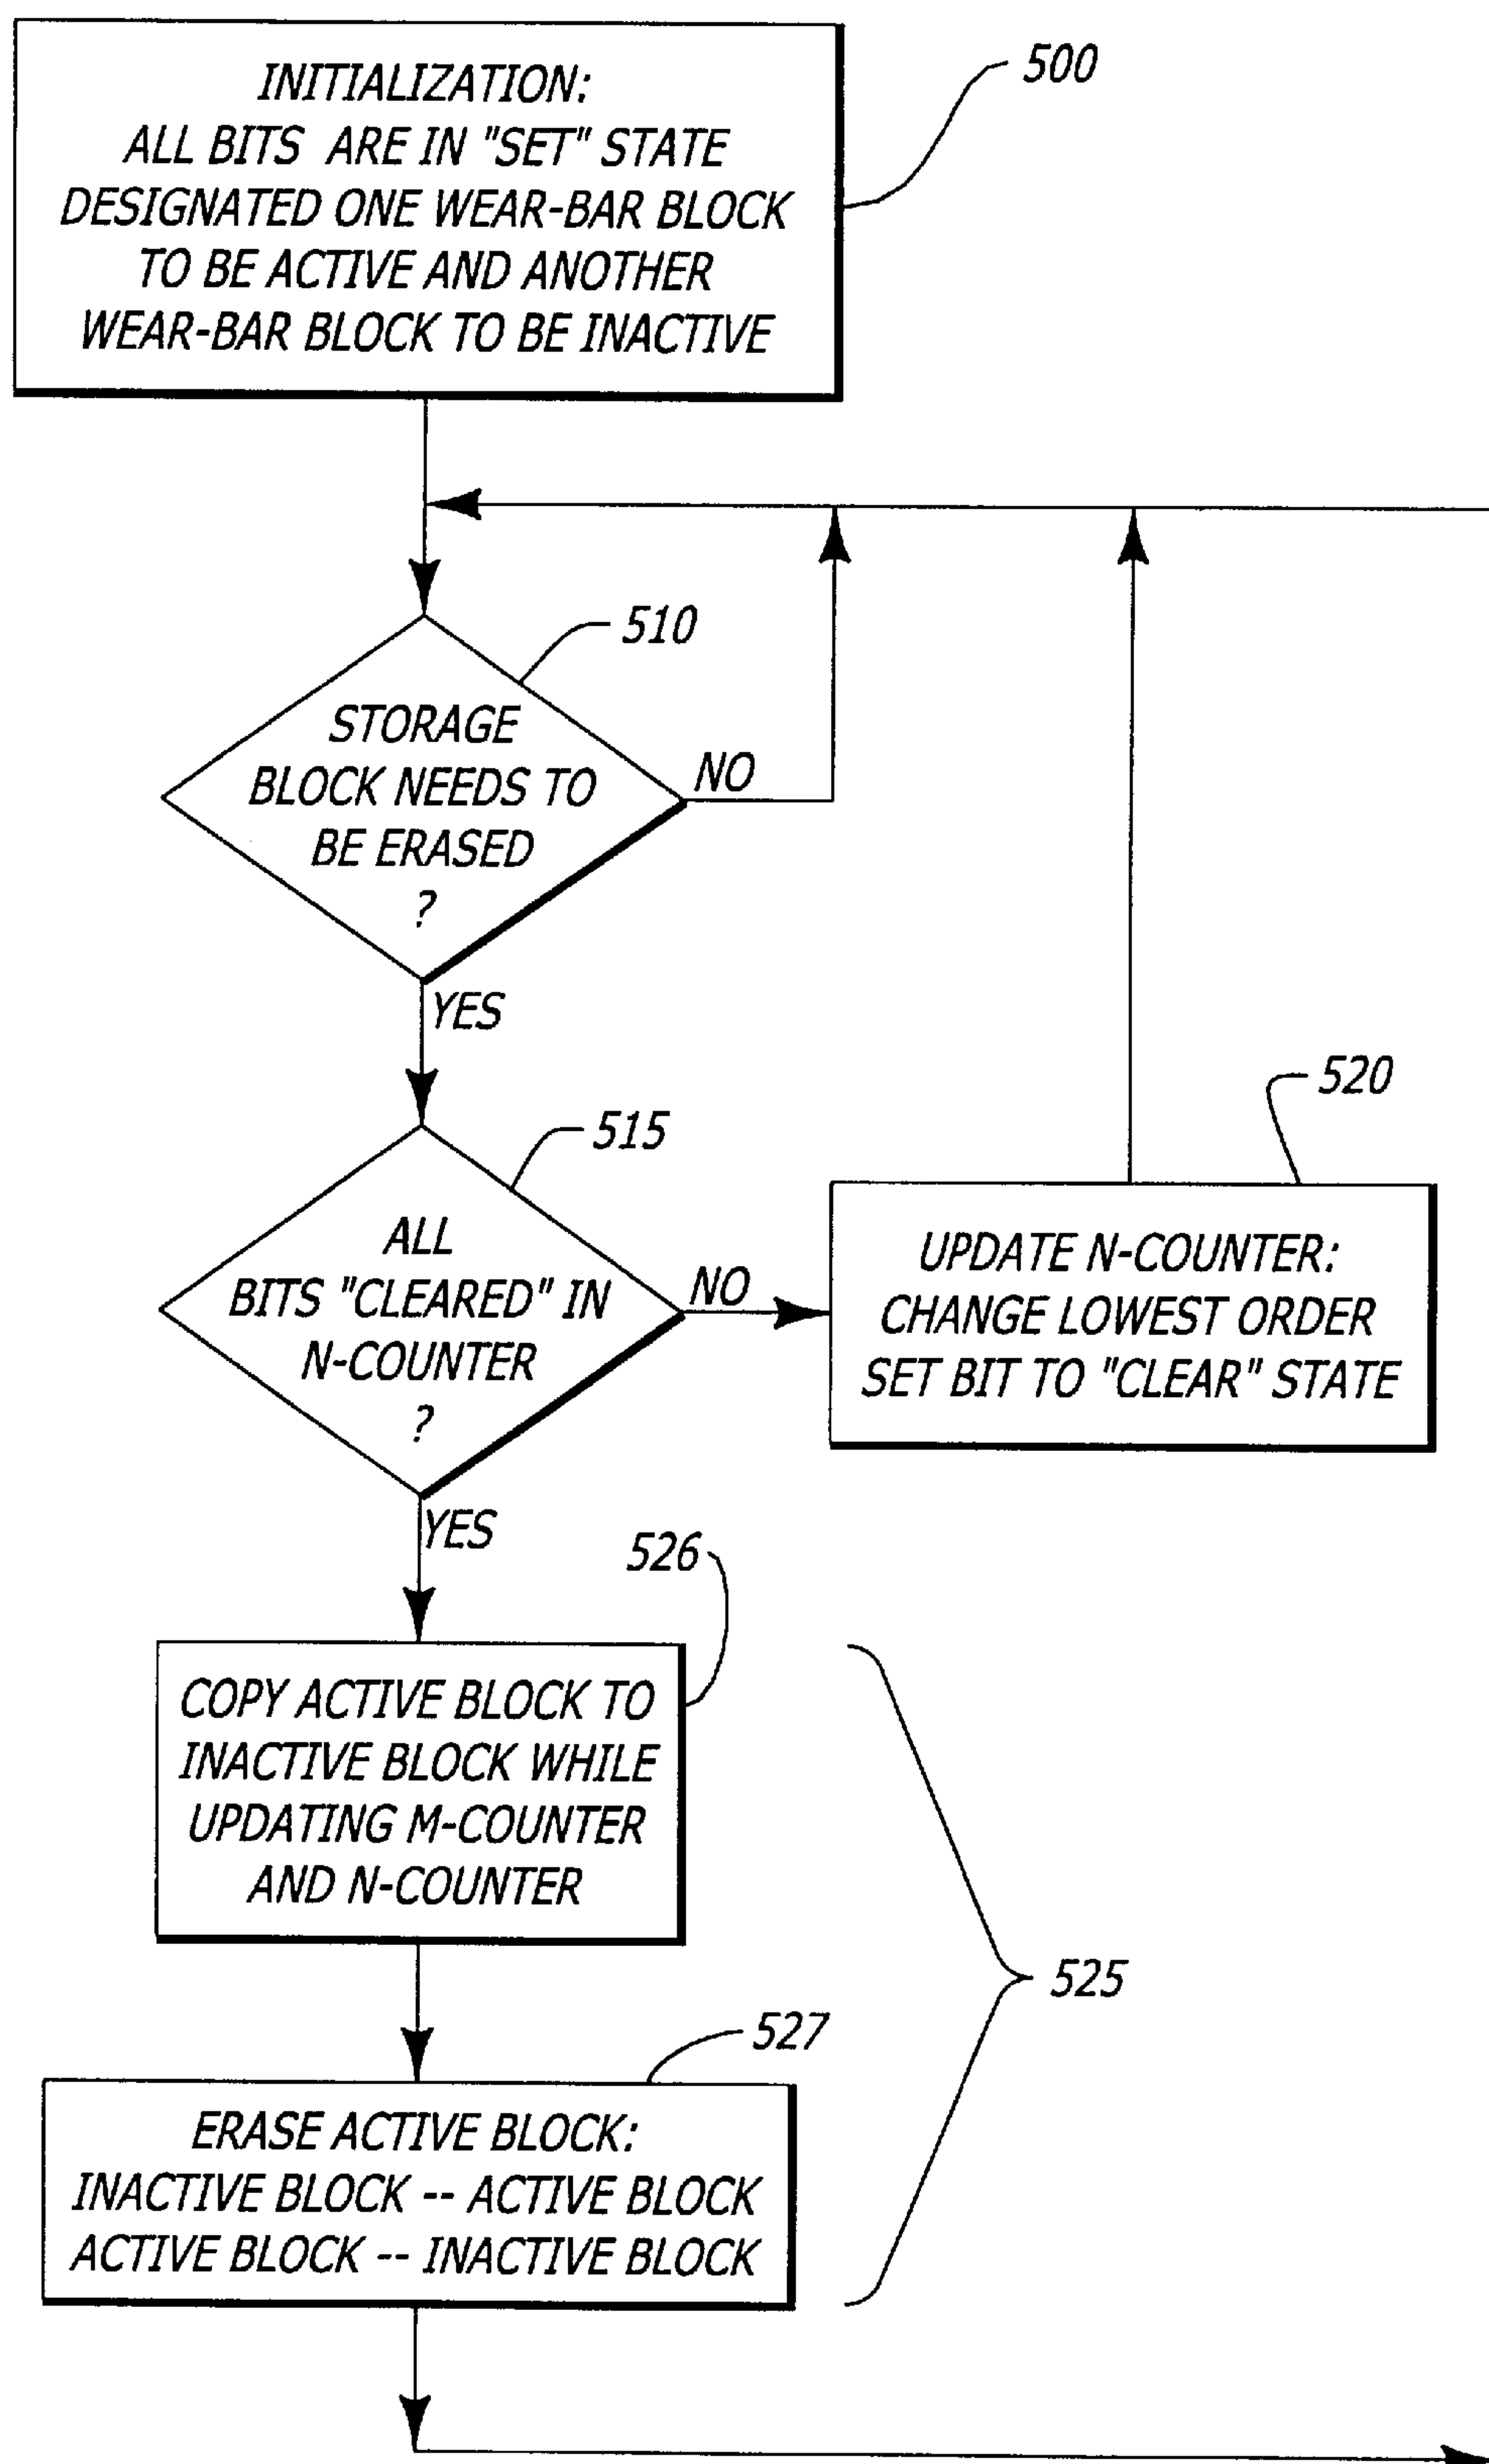 INITIALIZATION:
ALL BITS ARE IN "SET" STATE
DESIGNATED ONE WEAR-BAR BLOCK
TO BE ACTIVE AND ANOTHER
WEAR-BAR BLOCK TO BE INACTIVE
500
510
STORAGE
BLOCK NEEDS TO
BE ERASED
?
NO
YES
515
ALL
BITS "CLEARED" IN
N-COUNTER
?
NO
520
UPDATE N-COUNTER:
CHANGE LOWEST ORDER
SET BIT TO "CLEAR" STATE
YES
526
COPY ACTIVE BLOCK TO
INACTIVE BLOCK WHILE
UPDATING M-COUNTER
AND N-COUNTER
525
527
ERASE ACTIVE BLOCK:
INACTIVE BLOCK -- ACTIVE BLOCK
ACTIVE BLOCK -- INACTIVE BLOCK